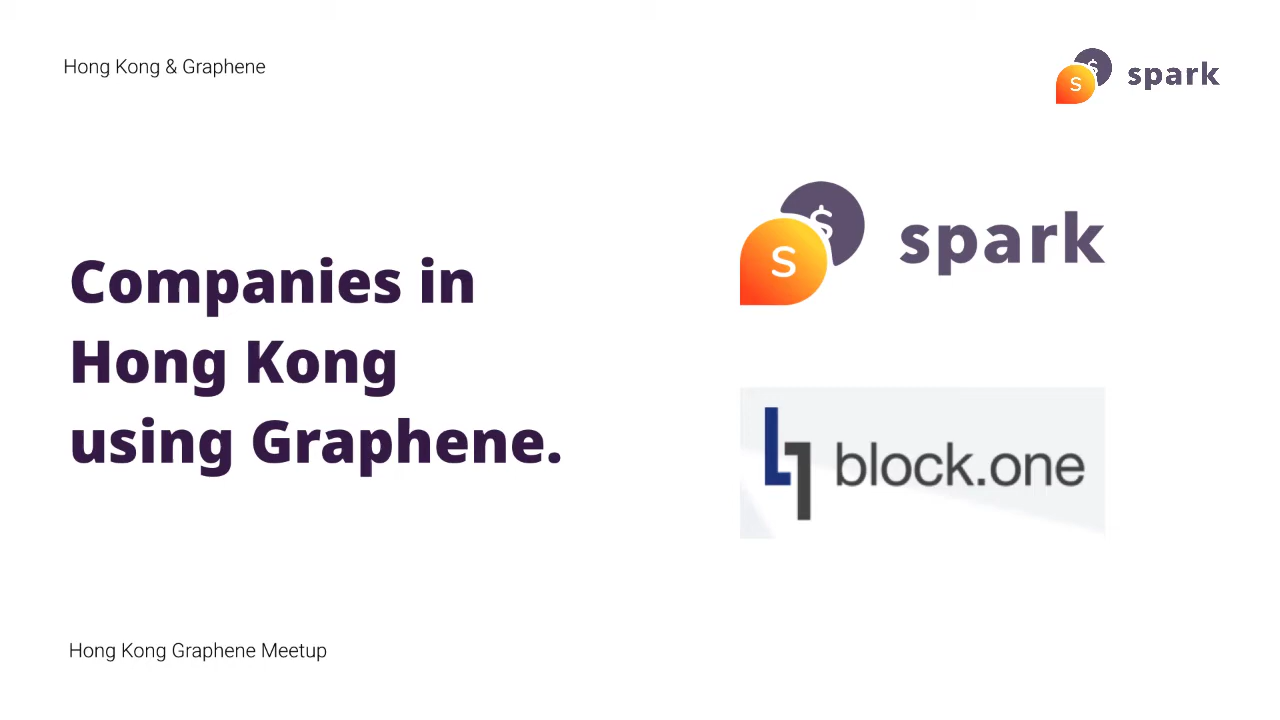 Hong Kong & Graphene
S $ spark
Companies in
Hong Kong
using Graphene.
S $ spark
block.one
Hong Kong Graphene Meetup